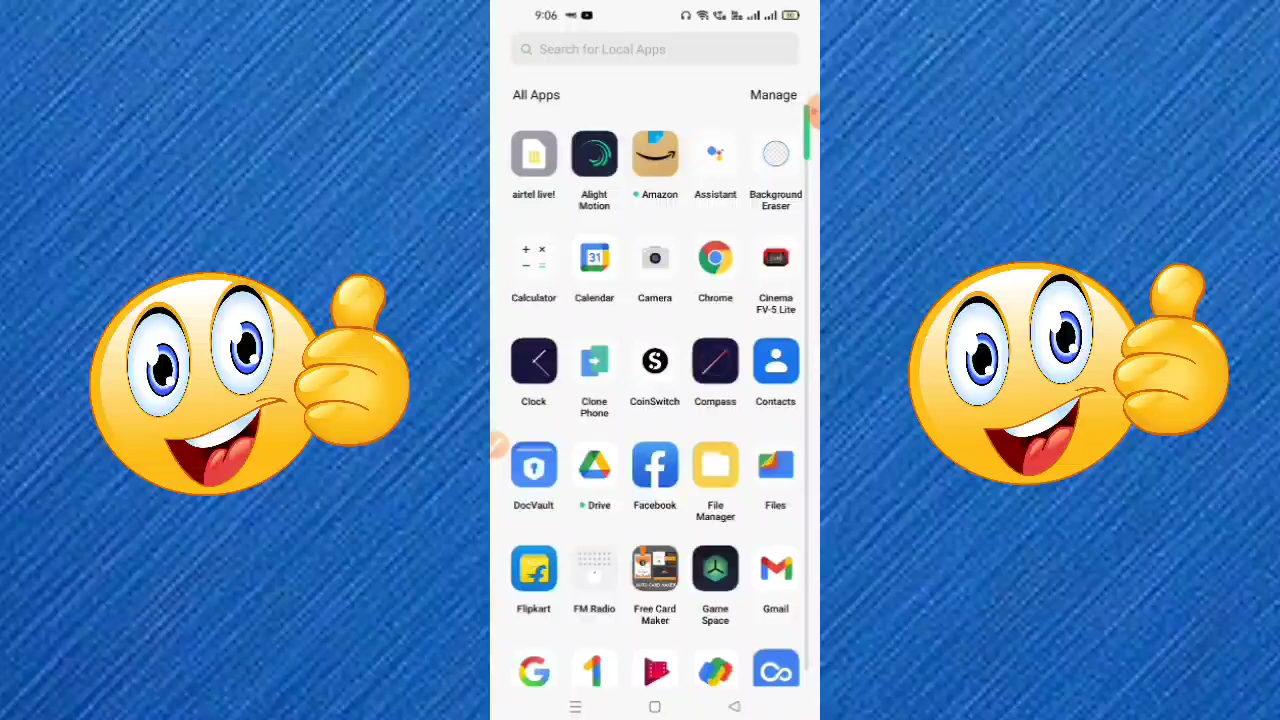 9:06
Search for Local Apps
All Apps
Manage
airtel live!
Alight
Motion
Amazon
Assistant
Background
Eraser
31
Calculator
Calendar
Camera
Chrome
Cinema
FV-5 Lite
Clock
Clone
Phone
CoinSwitch
Compass
Contacts
DocVault
Drive
Facebook
File
Manager
Files
Flipkart
FM Radio
Free Card
Maker
Game
Space
Gmail